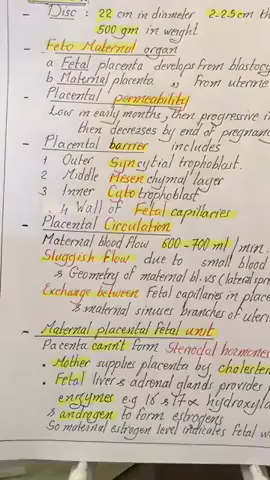 - Disc : 22 cm in diameter 2-2.5cm th
500 gm in weight
- Feto Maternal organ
a Fetal placenta develops from blastocy
b Maternal placenta ,, from uterine
- Placental permeability
Low in early months, then progressive in
then decreases by end of pregnan
- Placental barrier includes
1 Outer Syncytial trophoblast.
2 Middle Mesenchymal layer
3 Inner Cytotrophoblast
4 Wall of Fetal capillaries
- Placental Circulation
Maternal blood flow 600-700 ml / min
Sluggish Flow due to small blood
& Geometry of maternal bl. vs (lateral spre
Exchange between Fetal capillaries in place
& maternal sinuses branches of uteri
- Maternal placental fetal unit
Pacenta cann't form Steriodal hormones
. Mother supplies placenta by cholester
. Fetal liver & adrenal glands provides
enzymes e.g 16 & 17α hydroxyla
& androgen to form estrogens
So maternal estrogen level indicates Fetal w